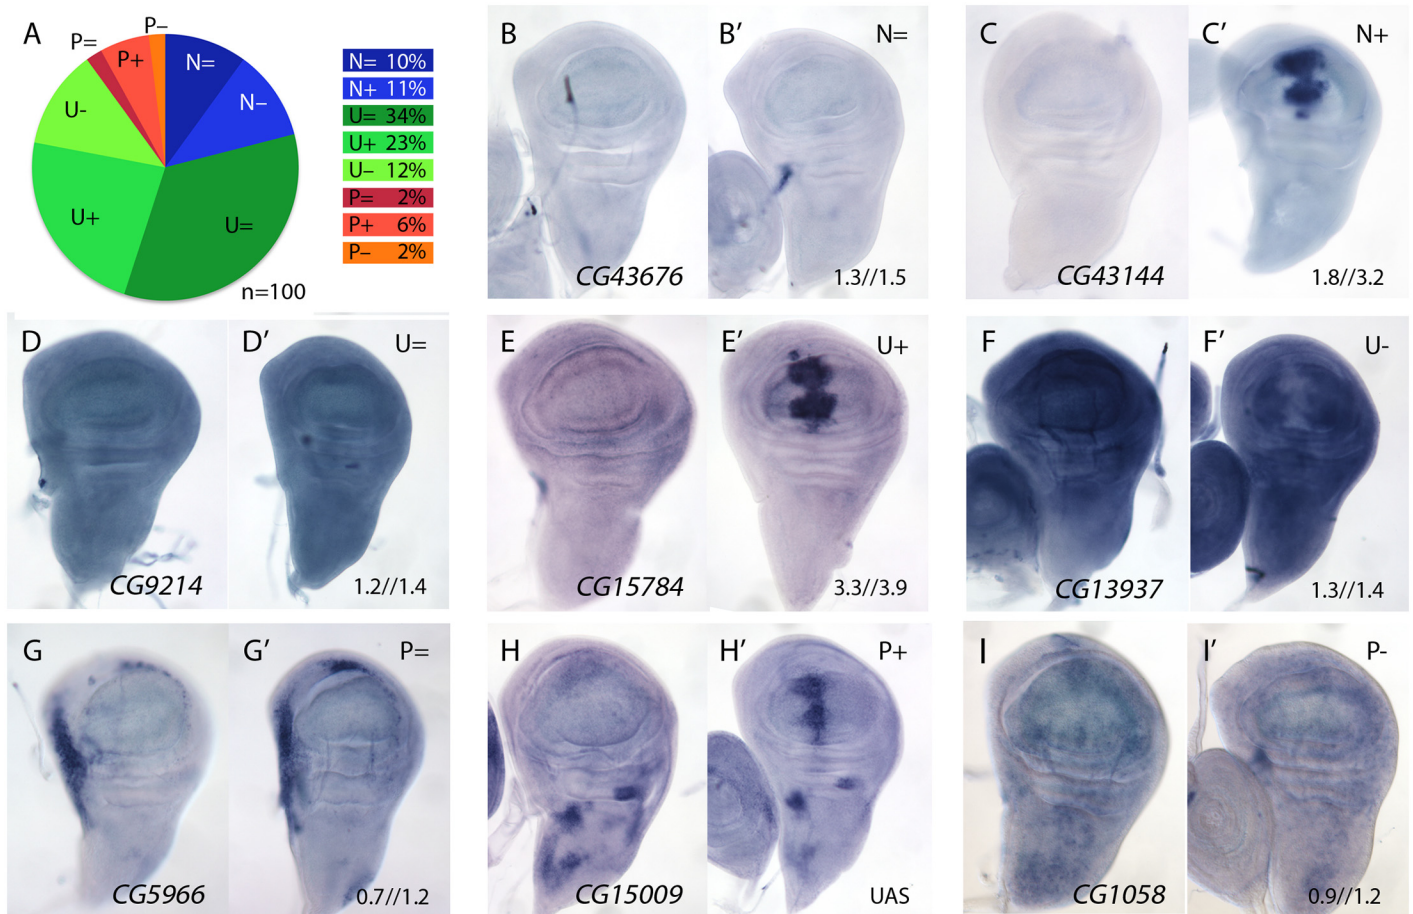 A
P=
P+
P–
N=
N–
U-
U+
U=
n=100
N= 10%
N+ 11%
U= 34%
U+ 23%
U– 12%
P= 2%
P+ 6%
P– 2%
B
CG43676
B′
N=
1.3//1.5
C
CG43144
C′
N+
1.8//3.2
D
CG9214
D′
U=
1.2//1.4
E
CG15784
E′
U+
3.3//3.9
F
CG13937
F′
U-
1.3//1.4
G
CG5966
G′
P=
0.7//1.2
H
CG15009
H′
P+
UAS
I
CG1058
I′
P-
0.9//1.2